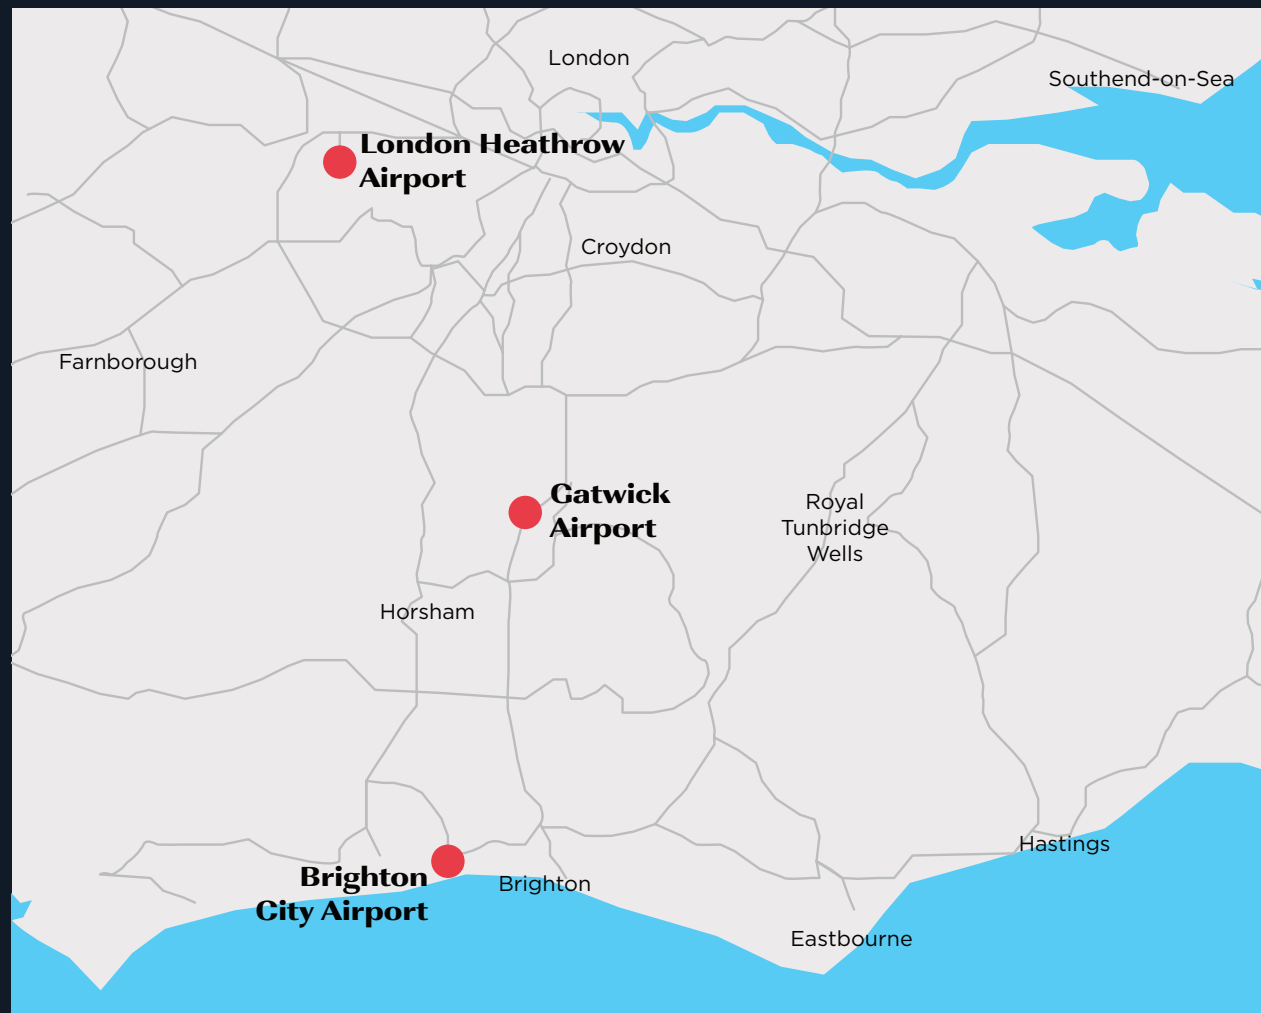 London
Southend-on-Sea
London Heathrow
Airport
Croydon
Farnborough
Gatwick
Airport
Royal
Tunbridge
Wells
Horsham
Hastings
Brighton
City Airport
Brighton
Eastbourne